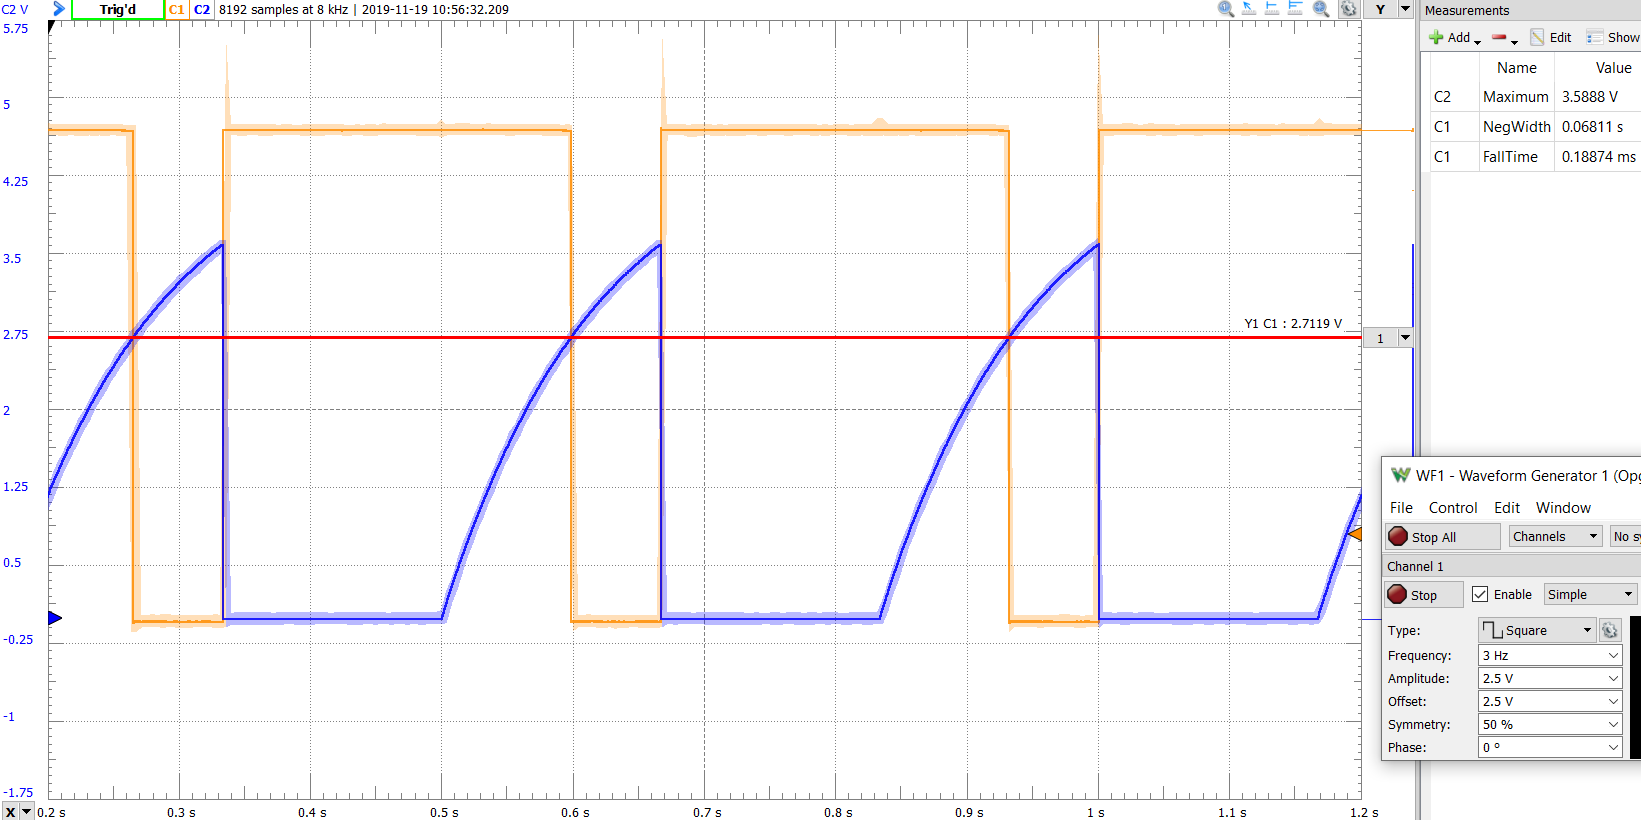 C2 V Trig'd C1 C2 8192 samples at 8 kHz | 2019-11-19 10:56:32.209 Y
5.75
5
4.25
3.5
2.75
2
1.25
0.5
-0.25
-1
-1.75
Y1 C1 : 2.7119 V
1
X 0.2 s 0.3 s 0.4 s 0.5 s 0.6 s 0.7 s 0.8 s 0.9 s 1 s 1.1 s 1.2 s
Measurements
Add Edit Show
Name Value
C2 Maximum 3.5888 V
C1 NegWidth 0.06811 s
C1 FallTime 0.18874 ms
WF1 - Waveform Generator 1 (Opg
File Control Edit Window
Stop All Channels No sy
Channel 1
Stop Enable Simple
Type: Square
Frequency: 3 Hz
Amplitude: 2.5 V
Offset: 2.5 V
Symmetry: 50 %
Phase: 0 º